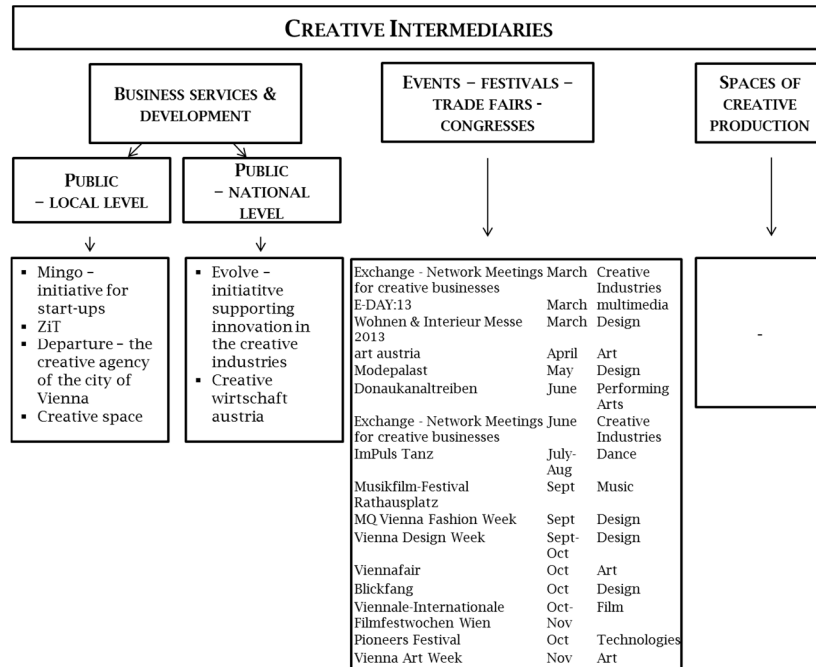 CREATIVE INTERMEDIARIES
BUSINESS SERVICES &
DEVELOPMENT
EVENTS – FESTIVALS –
TRADE FAIRS -
CONGRESSES
SPACES OF
CREATIVE
PRODUCTION
PUBLIC
– LOCAL LEVEL
PUBLIC
– NATIONAL
LEVEL
▪ Mingo –
initiative for
start-ups
▪ ZiT
▪ Departure – the
creative agency
of the city of
Vienna
▪ Creative space
▪ Evolve –
initiatitve
supporting
innovation in
the creative
industries
▪ Creative
wirtschaft
austria
Exchange - Network Meetings March Creative
for creative businesses Industries
E-DAY:13 March multimedia
Wohnen & Interieur Messe March Design
2013
art austria April Art
Modepalast May Design
Donaukanaltreiben June Performing
Arts
Exchange - Network Meetings June Creative
for creative businesses Industries
ImPuls Tanz July- Dance
Aug
Musikfilm-Festival Sept Music
Rathausplatz
MQ Vienna Fashion Week Sept Design
Vienna Design Week Sept- Design
Oct
Viennafair Oct Art
Blickfang Oct Design
Viennale-Internationale Oct- Film
Filmfestwochen Wien Nov
Pioneers Festival Oct Technologies
Vienna Art Week Nov Art
-